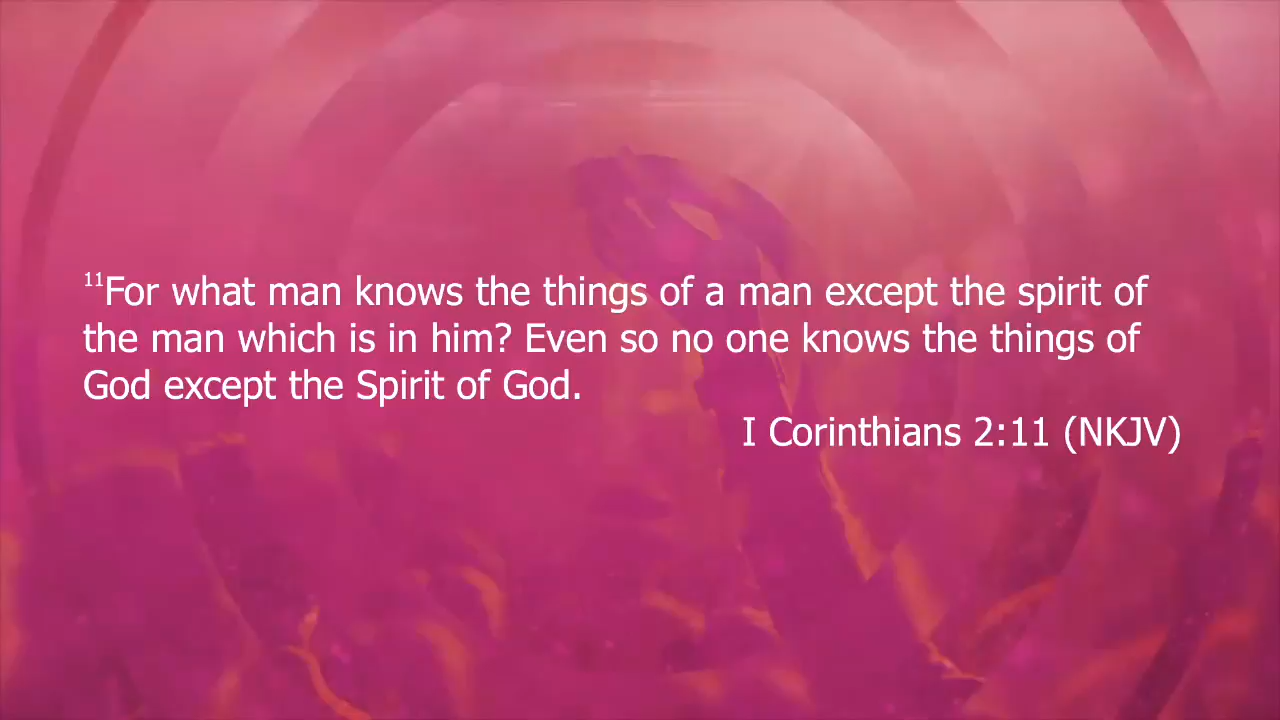 11For what man knows the things of a man except the spirit of
the man which is in him? Even so no one knows the things of
God except the Spirit of God.
I Corinthians 2:11 (NKJV)